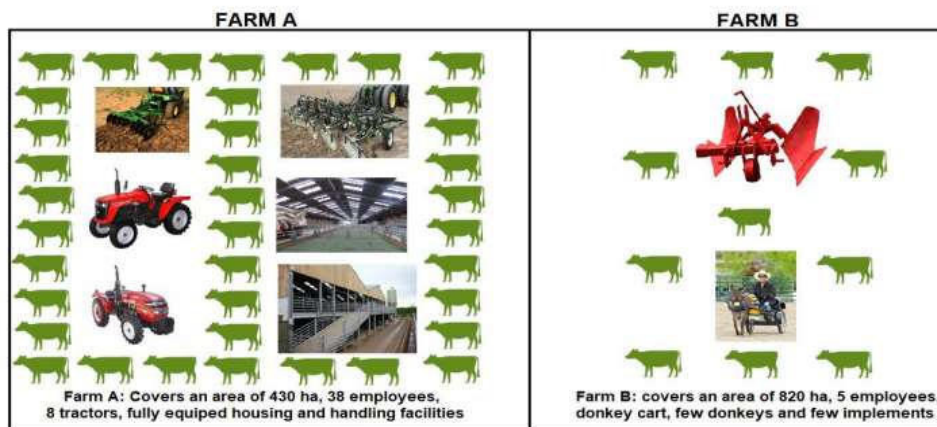 FARM A
FARM B
Farm A: Covers an area of 430 ha, 38 employees,
8 tractors, fully equiped housing and handling facilities
Farm B: covers an area of 820 ha, 5 employees,
donkey cart, few donkeys and few implements